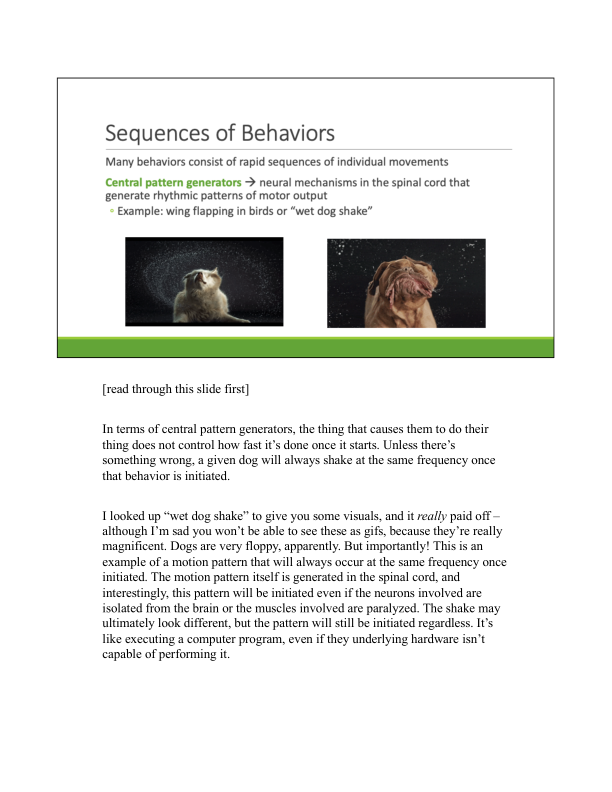 Sequences of Behaviors
Many behaviors consist of rapid sequences of individual movements
Central pattern generators → neural mechanisms in the spinal cord that
generate rhythmic patterns of motor output
◦ Example: wing flapping in birds or “wet dog shake”
[read through this slide first]
In terms of central pattern generators, the thing that causes them to do their
thing does not control how fast it’s done once it starts. Unless there’s
something wrong, a given dog will always shake at the same frequency once
that behavior is initiated.
I looked up “wet dog shake” to give you some visuals, and it really paid off –
although I’m sad you won’t be able to see these as gifs, because they’re really
magnificent. Dogs are very floppy, apparently. But importantly! This is an
example of a motion pattern that will always occur at the same frequency once
initiated. The motion pattern itself is generated in the spinal cord, and
interestingly, this pattern will be initiated even if the neurons involved are
isolated from the brain or the muscles involved are paralyzed. The shake may
ultimately look different, but the pattern will still be initiated regardless. It’s
like executing a computer program, even if they underlying hardware isn’t
capable of performing it.